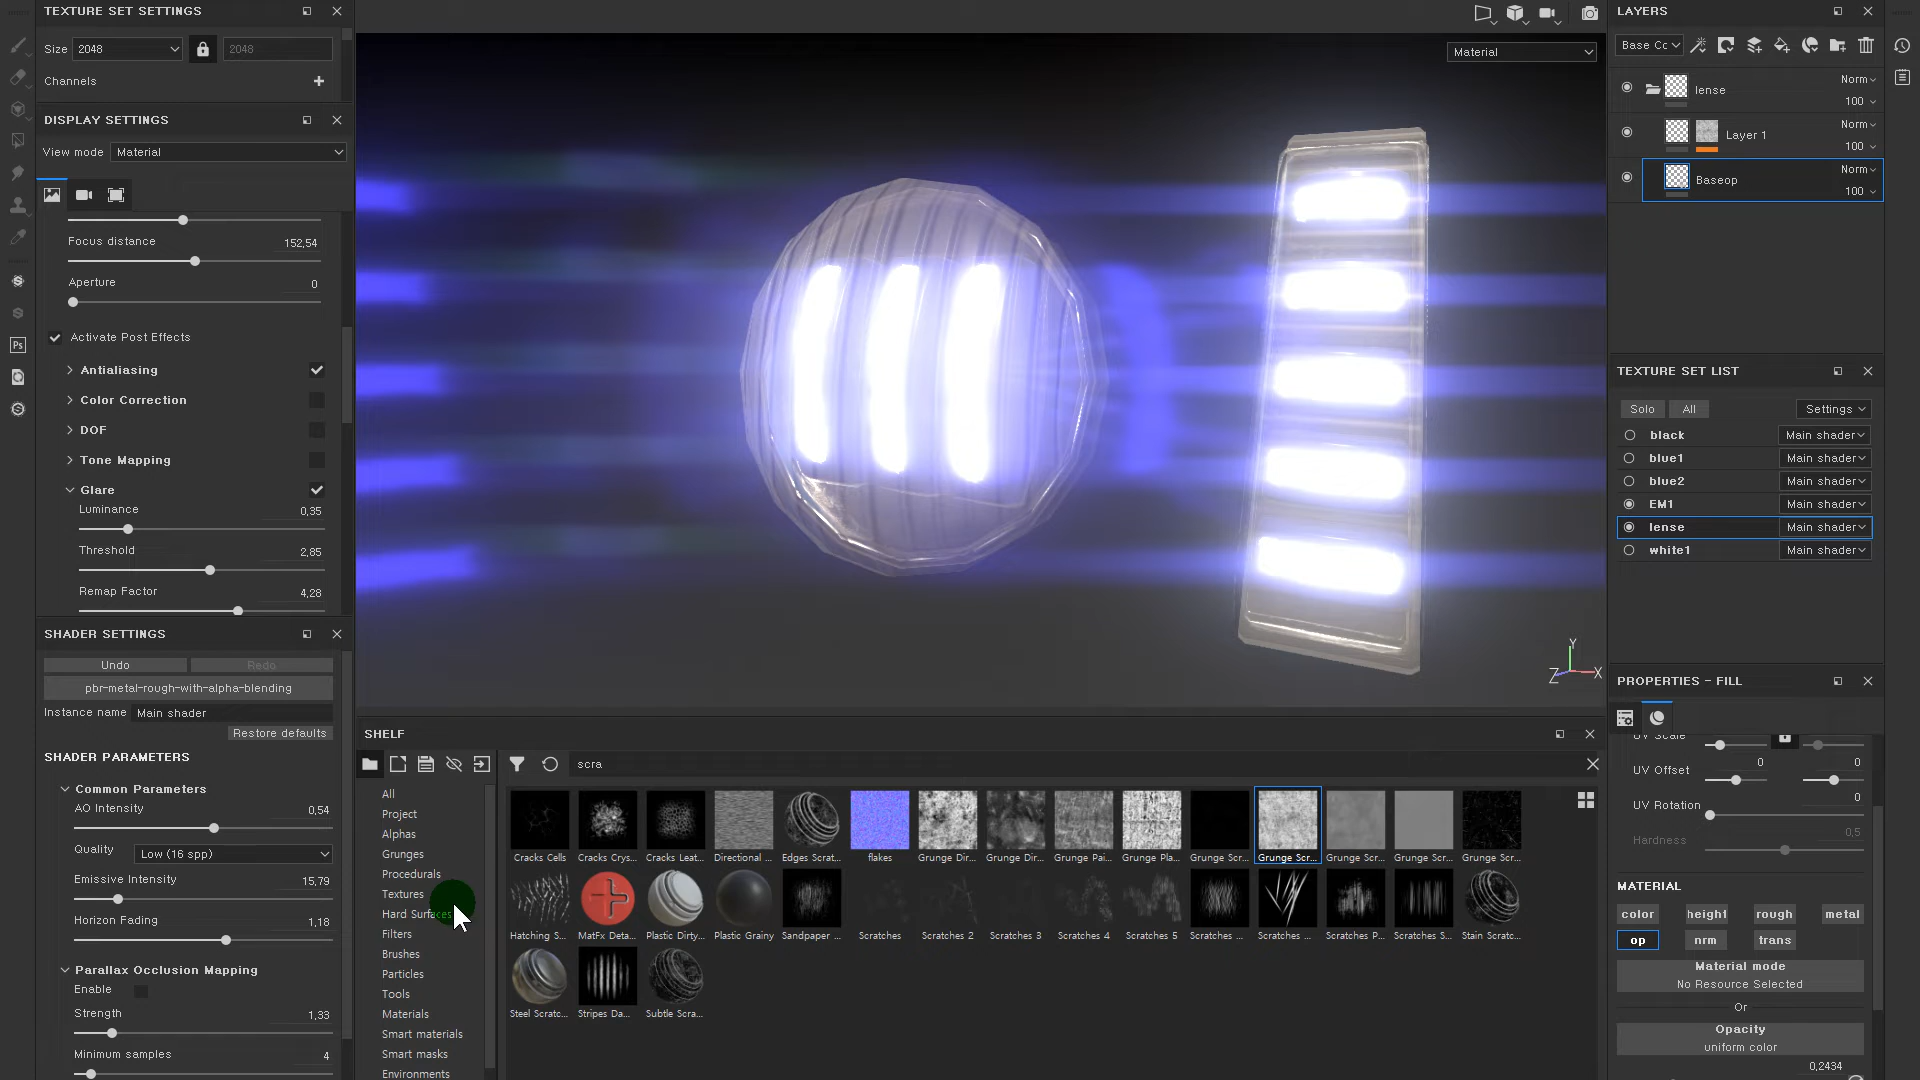 TEXTURE SET SETTINGS
Size 2048 2048
Channels
DISPLAY SETTINGS
View mode Material
Focus distance 152,54
Aperture 0
Activate Post Effects
Antialiasing
Color Correction
DOF
Tone Mapping
Glare
Luminance 0,35
Threshold 2,85
Remap Factor 4,28
SHADER SETTINGS
Undo Redo
pbr-metal-rough-with-alpha-blending
Instance name Main shader
Restore defaults
SHADER PARAMETERS
Common Parameters
AO Intensity 0,54
Quality Low (16 spp)
Emissive Intensity 15,79
Horizon Fading 1,18
Parallax Occlusion Mapping
Enable
Strength 1,33
Minimum samples 4
Material
Y
Z X
SHELF
scra
All
Project
Alphas
Grunges
Procedurals
Textures
Hard Surfaces
Filters
Brushes
Particles
Tools
Materials
Smart materials
Smart masks
Environments
Cracks Cells Cracks Crys... Cracks Leat... Directional ... Edges Scrat... flakes Grunge Dir... Grunge Dir... Grunge Pai... Grunge Pla... Grunge Scr... Grunge Scr... Grunge Scr... Grunge Scr... Grunge Scr...
Hatching S... MatFx Deta... Plastic Dirty... Plastic Grainy Sandpaper ... Scratches Scratches 2 Scratches 3 Scratches 4 Scratches 5 Scratches ... Scratches ... Scratches P... Scratches S... Stain Scratc...
Steel Scratc... Stripes Da... Subtle Scra...
LAYERS
Base Cc
lense Norm 100
Layer 1 Norm 100
Baseop Norm 100
TEXTURE SET LIST
Solo All Settings
black Main shader
blue1 Main shader
blue2 Main shader
EM1 Main shader
lense Main shader
white1 Main shader
PROPERTIES - FILL
UV Scale
UV Offset 0 0
UV Rotation 0
Hardness 0,5
MATERIAL
color height rough metal
op nrm trans
Material mode
No Resource Selected
Or
Opacity
uniform color
0,2434
Ps